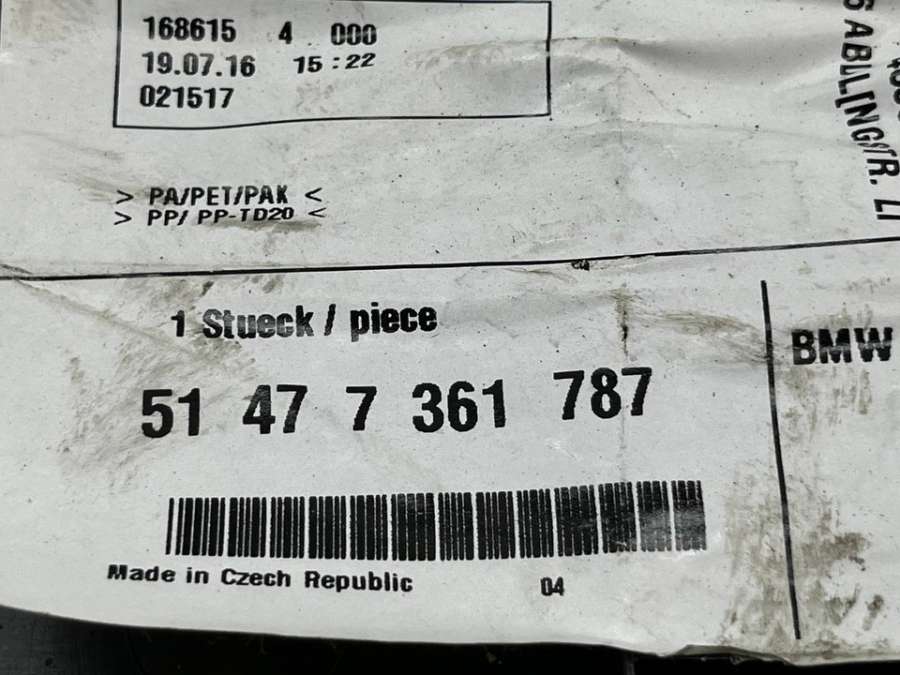 168615 4 000
19.07.16 15:22
021517
> PA/PET/PAK <
> PP/ PP-TD20 <
1 Stueck / piece
51 47 7 361 787
BMW
Made in Czech Republic 04